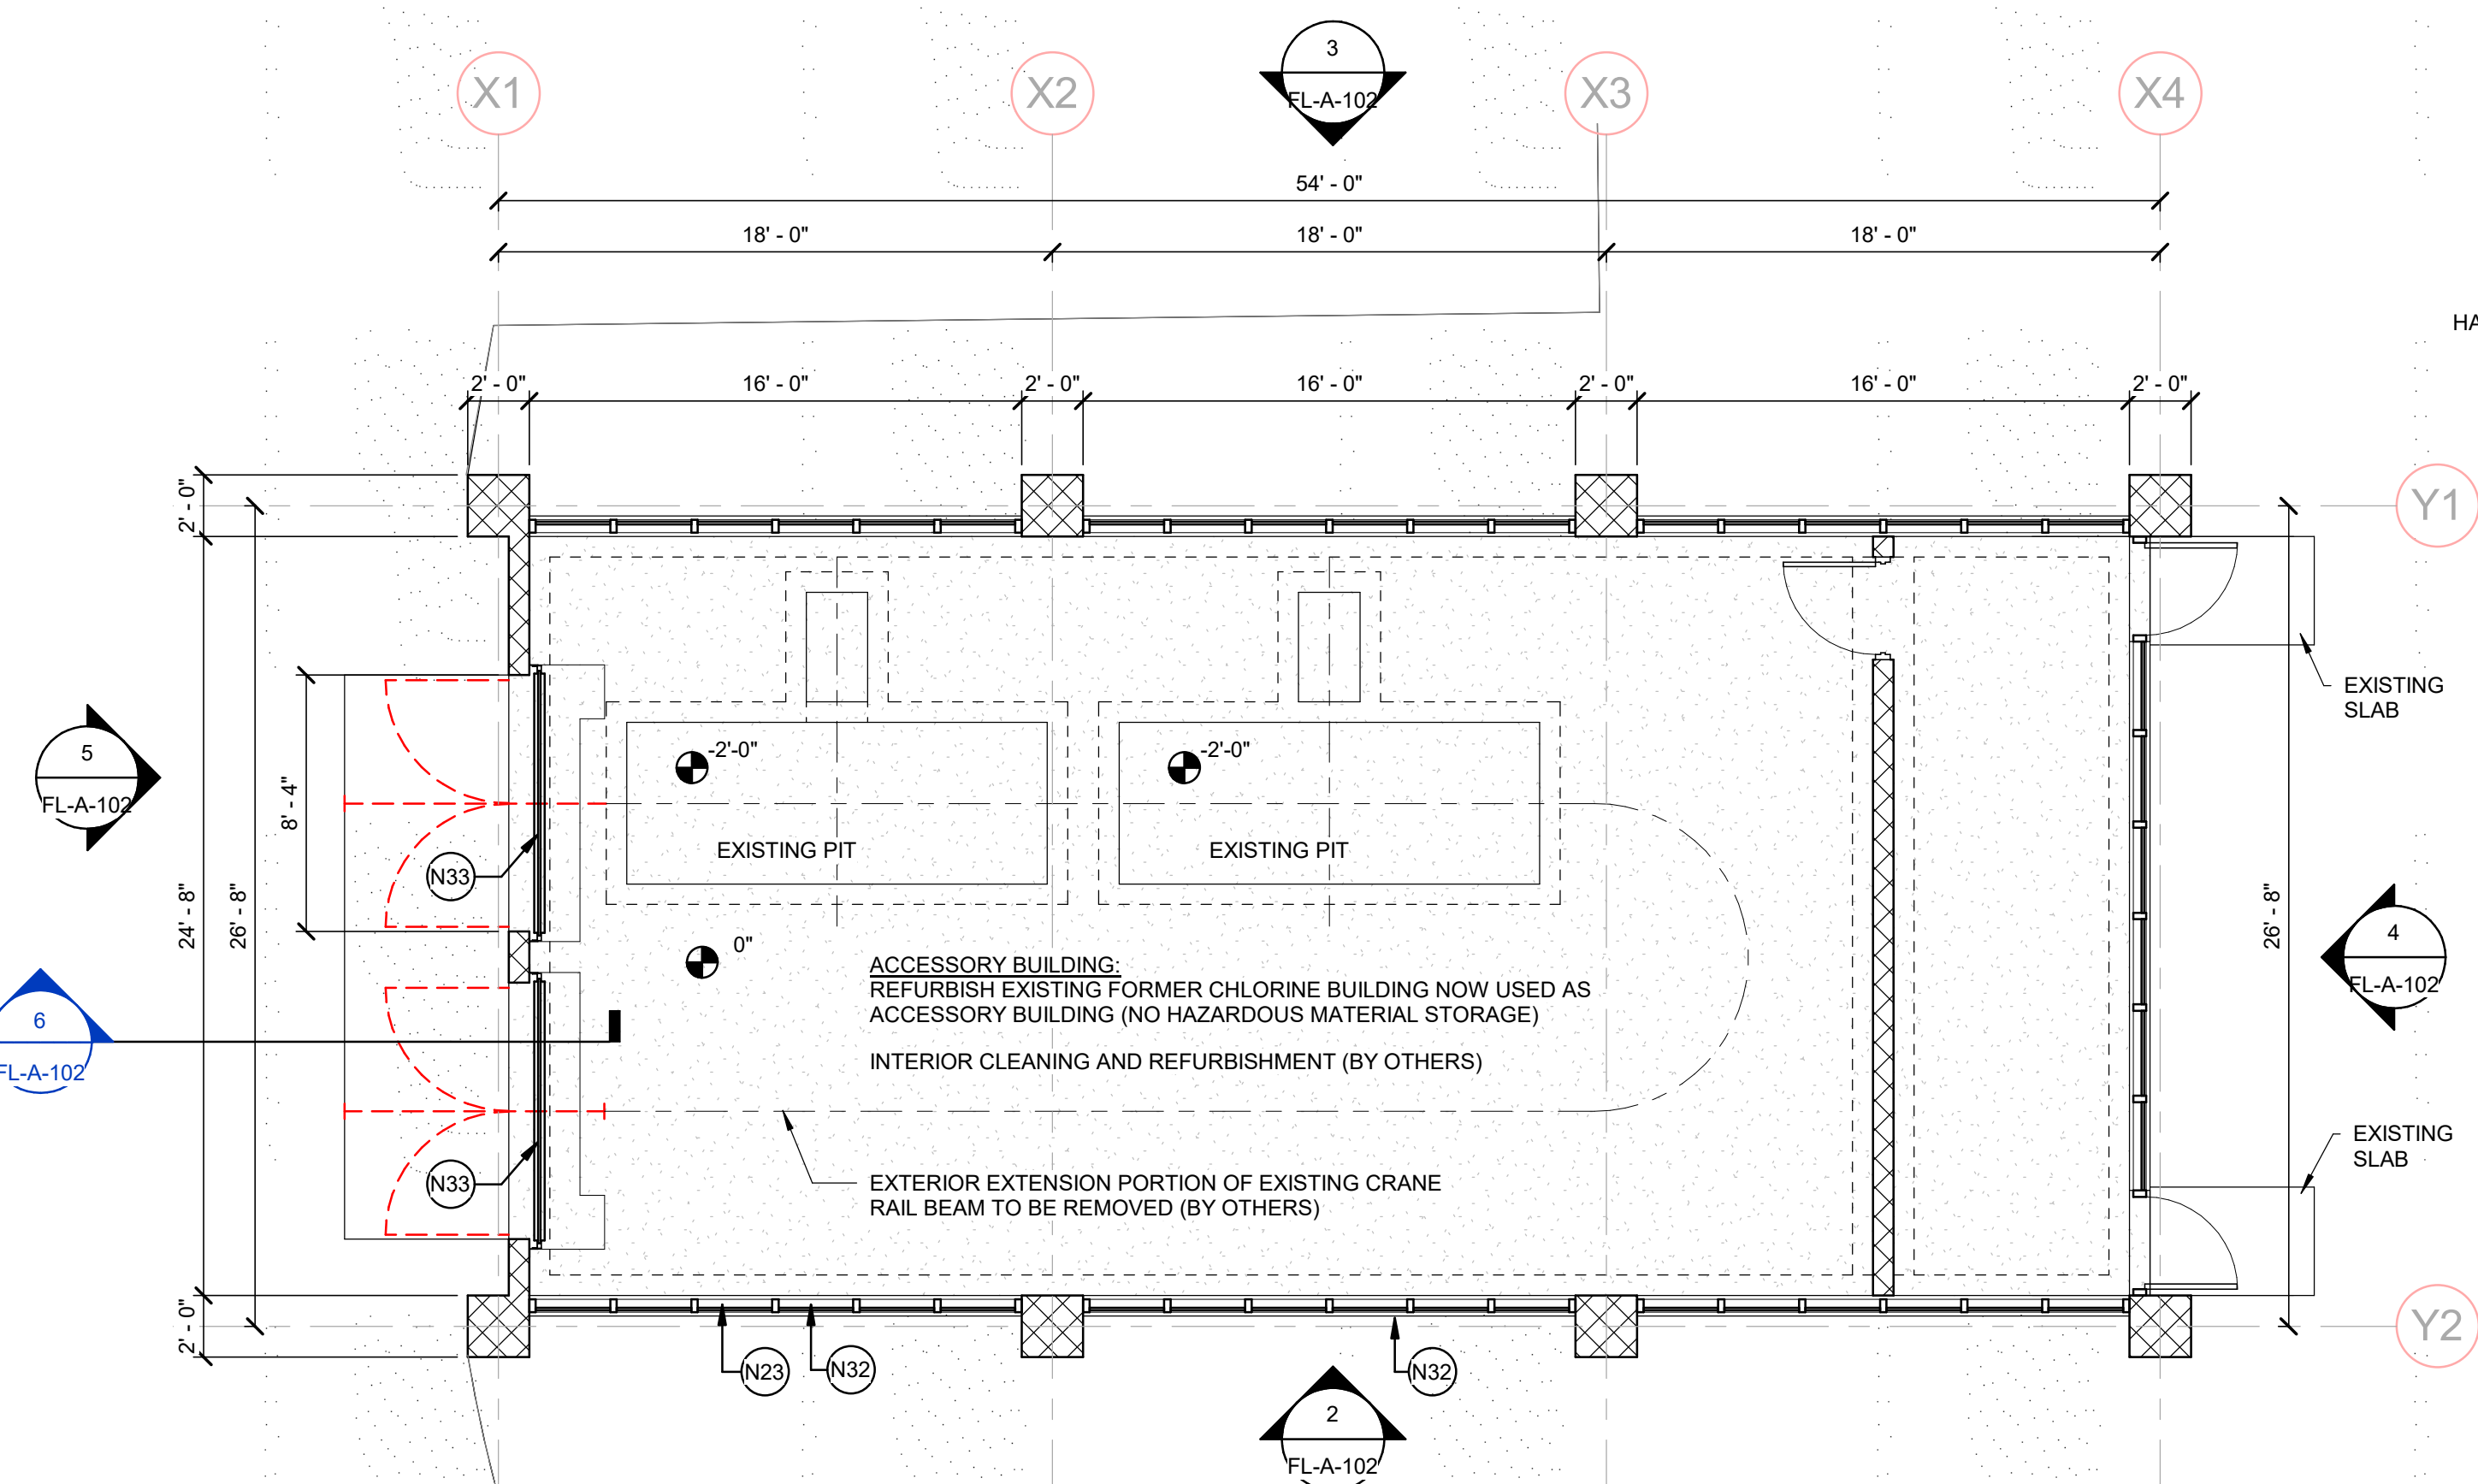 X1
X2
3
FL-A-102
X3
X4
54' - 0"
18' - 0"
18' - 0"
18' - 0"
HA
2' - 0"
16' - 0"
2' - 0"
16' - 0"
2' - 0"
16' - 0"
2' - 0"
2' - 0"
Y1
EXISTING
SLAB
5
FL-A-102
-2'-0"
-2'-0"
8' - 4"
EXISTING PIT
EXISTING PIT
N33
24' - 8"
26' - 8"
26' - 8"
4
FL-A-102
0"
ACCESSORY BUILDING:
REFURBISH EXISTING FORMER CHLORINE BUILDING NOW USED AS
ACCESSORY BUILDING (NO HAZARDOUS MATERIAL STORAGE)
INTERIOR CLEANING AND REFURBISHMENT (BY OTHERS)
6
FL-A-102
EXISTING
SLAB
N33
EXTERIOR EXTENSION PORTION OF EXISTING CRANE
RAIL BEAM TO BE REMOVED (BY OTHERS)
2' - 0"
Y2
N23
N32
N32
2
FL-A-102